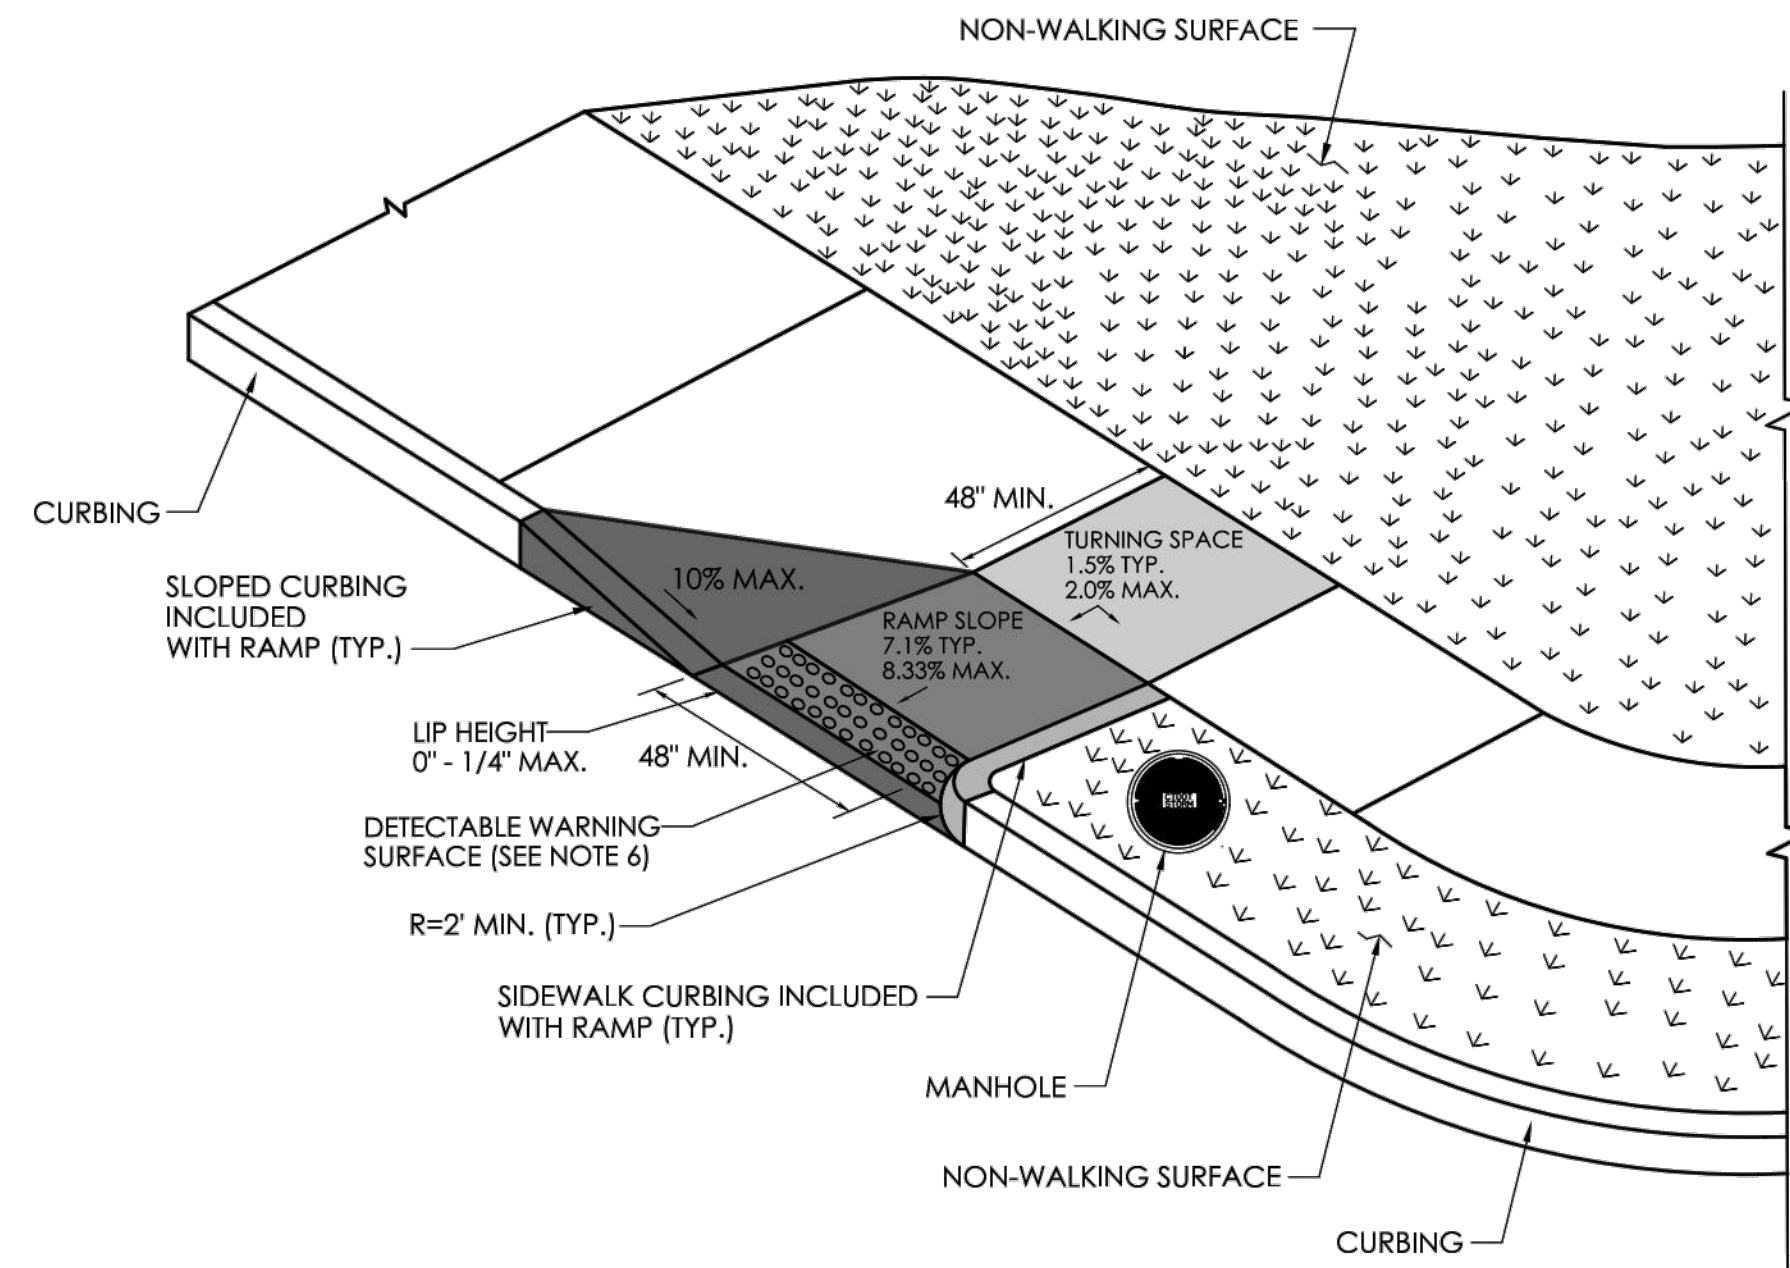 NON-WALKING SURFACE
CURBING
48" MIN.
TURNING SPACE
1.5% TYP.
2.0% MAX.
SLOPED CURBING
INCLUDED
WITH RAMP (TYP.)
10% MAX.
RAMP SLOPE
7.1% TYP.
8.33% MAX.
LIP HEIGHT
0" - 1/4" MAX.
48" MIN.
CTDOT
STORM
DETECTABLE WARNING
SURFACE (SEE NOTE 6)
R=2' MIN. (TYP.)
SIDEWALK CURBING INCLUDED
WITH RAMP (TYP.)
MANHOLE
NON-WALKING SURFACE
CURBING